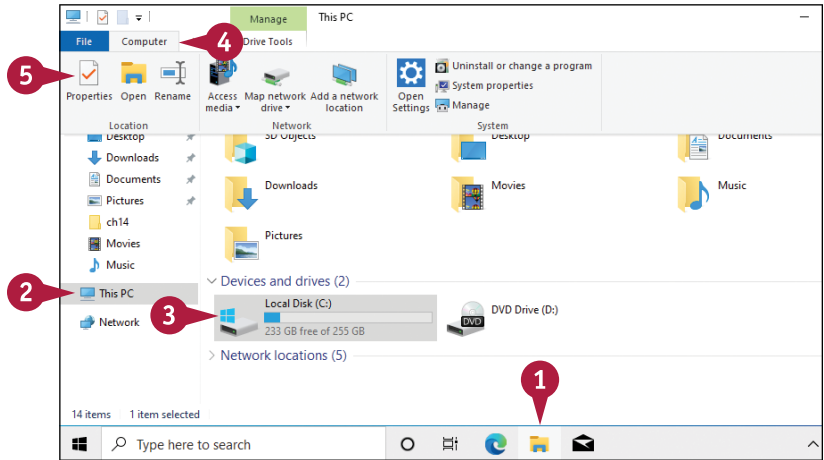 Manage
This PC
File
Computer
4
Drive Tools
5
Properties
Open
Rename
Access media
Map network drive
Add a network location
Open Settings
Uninstall or change a program
System properties
Manage
Location
Network
System
Desktop
Downloads
Documents
Pictures
ch14
Movies
Music
2
This PC
Network
3D Objects
Desktop
Documents
Downloads
Movies
Music
Pictures
Devices and drives (2)
3
Local Disk (C:)
233 GB free of 255 GB
DVD
DVD Drive (D:)
Network locations (5)
1
14 items
1 item selected
Type here to search